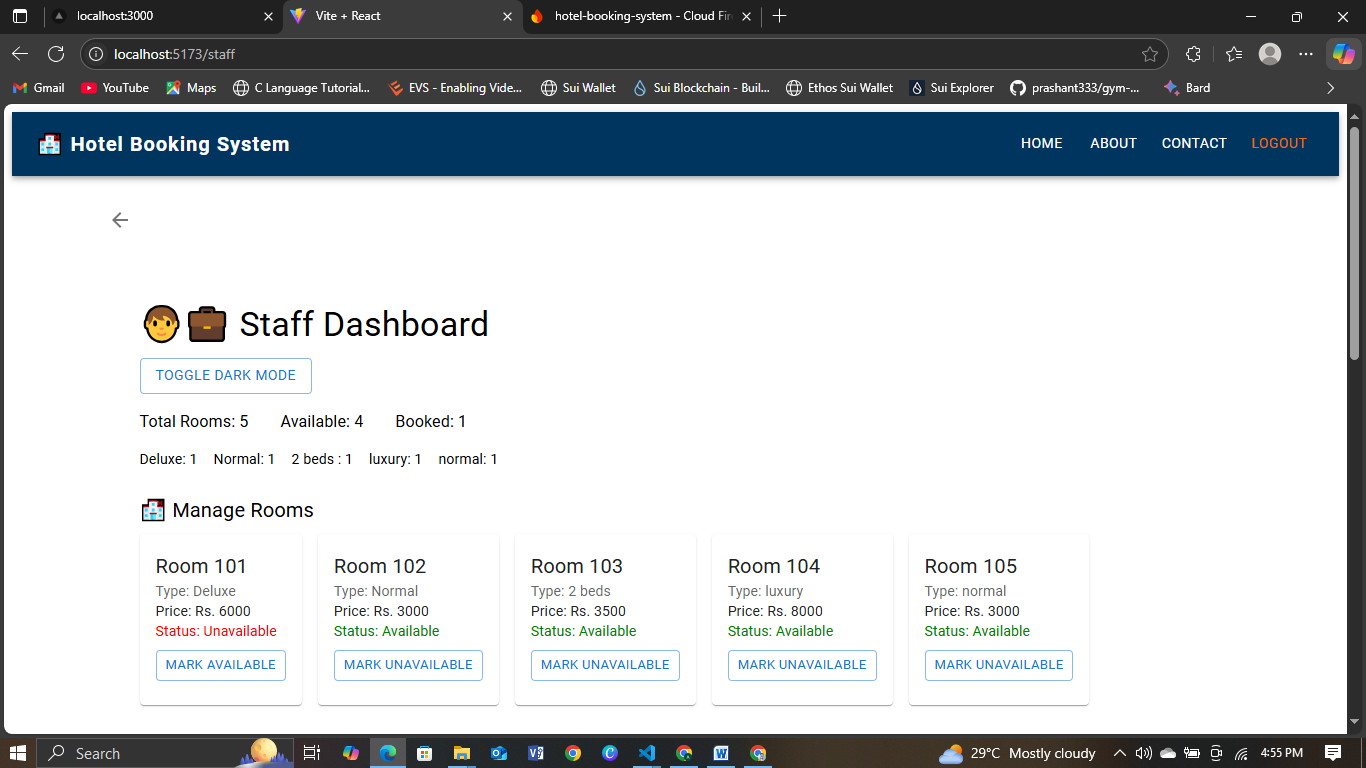 localhost:3000
Vite + React
hotel-booking-system - Cloud Fir
localhost:5173/staff
Gmail YouTube Maps C Language Tutorial... EVS - Enabling Vide... Sui Wallet Sui Blockchain - Buil... Ethos Sui Wallet Sui Explorer prashant333/gym-... Bard
Hotel Booking System HOME ABOUT CONTACT LOGOUT
Staff Dashboard
TOGGLE DARK MODE
Total Rooms: 5 Available: 4 Booked: 1
Deluxe: 1 Normal: 1 2 beds : 1 luxury: 1 normal: 1
Manage Rooms
Room 101
Type: Deluxe
Price: Rs. 6000
Status: Unavailable
MARK AVAILABLE
Room 102
Type: Normal
Price: Rs. 3000
Status: Available
MARK UNAVAILABLE
Room 103
Type: 2 beds
Price: Rs. 3500
Status: Available
MARK UNAVAILABLE
Room 104
Type: luxury
Price: Rs. 8000
Status: Available
MARK UNAVAILABLE
Room 105
Type: normal
Price: Rs. 3000
Status: Available
MARK UNAVAILABLE
Search 29°C Mostly cloudy 4:55 PM